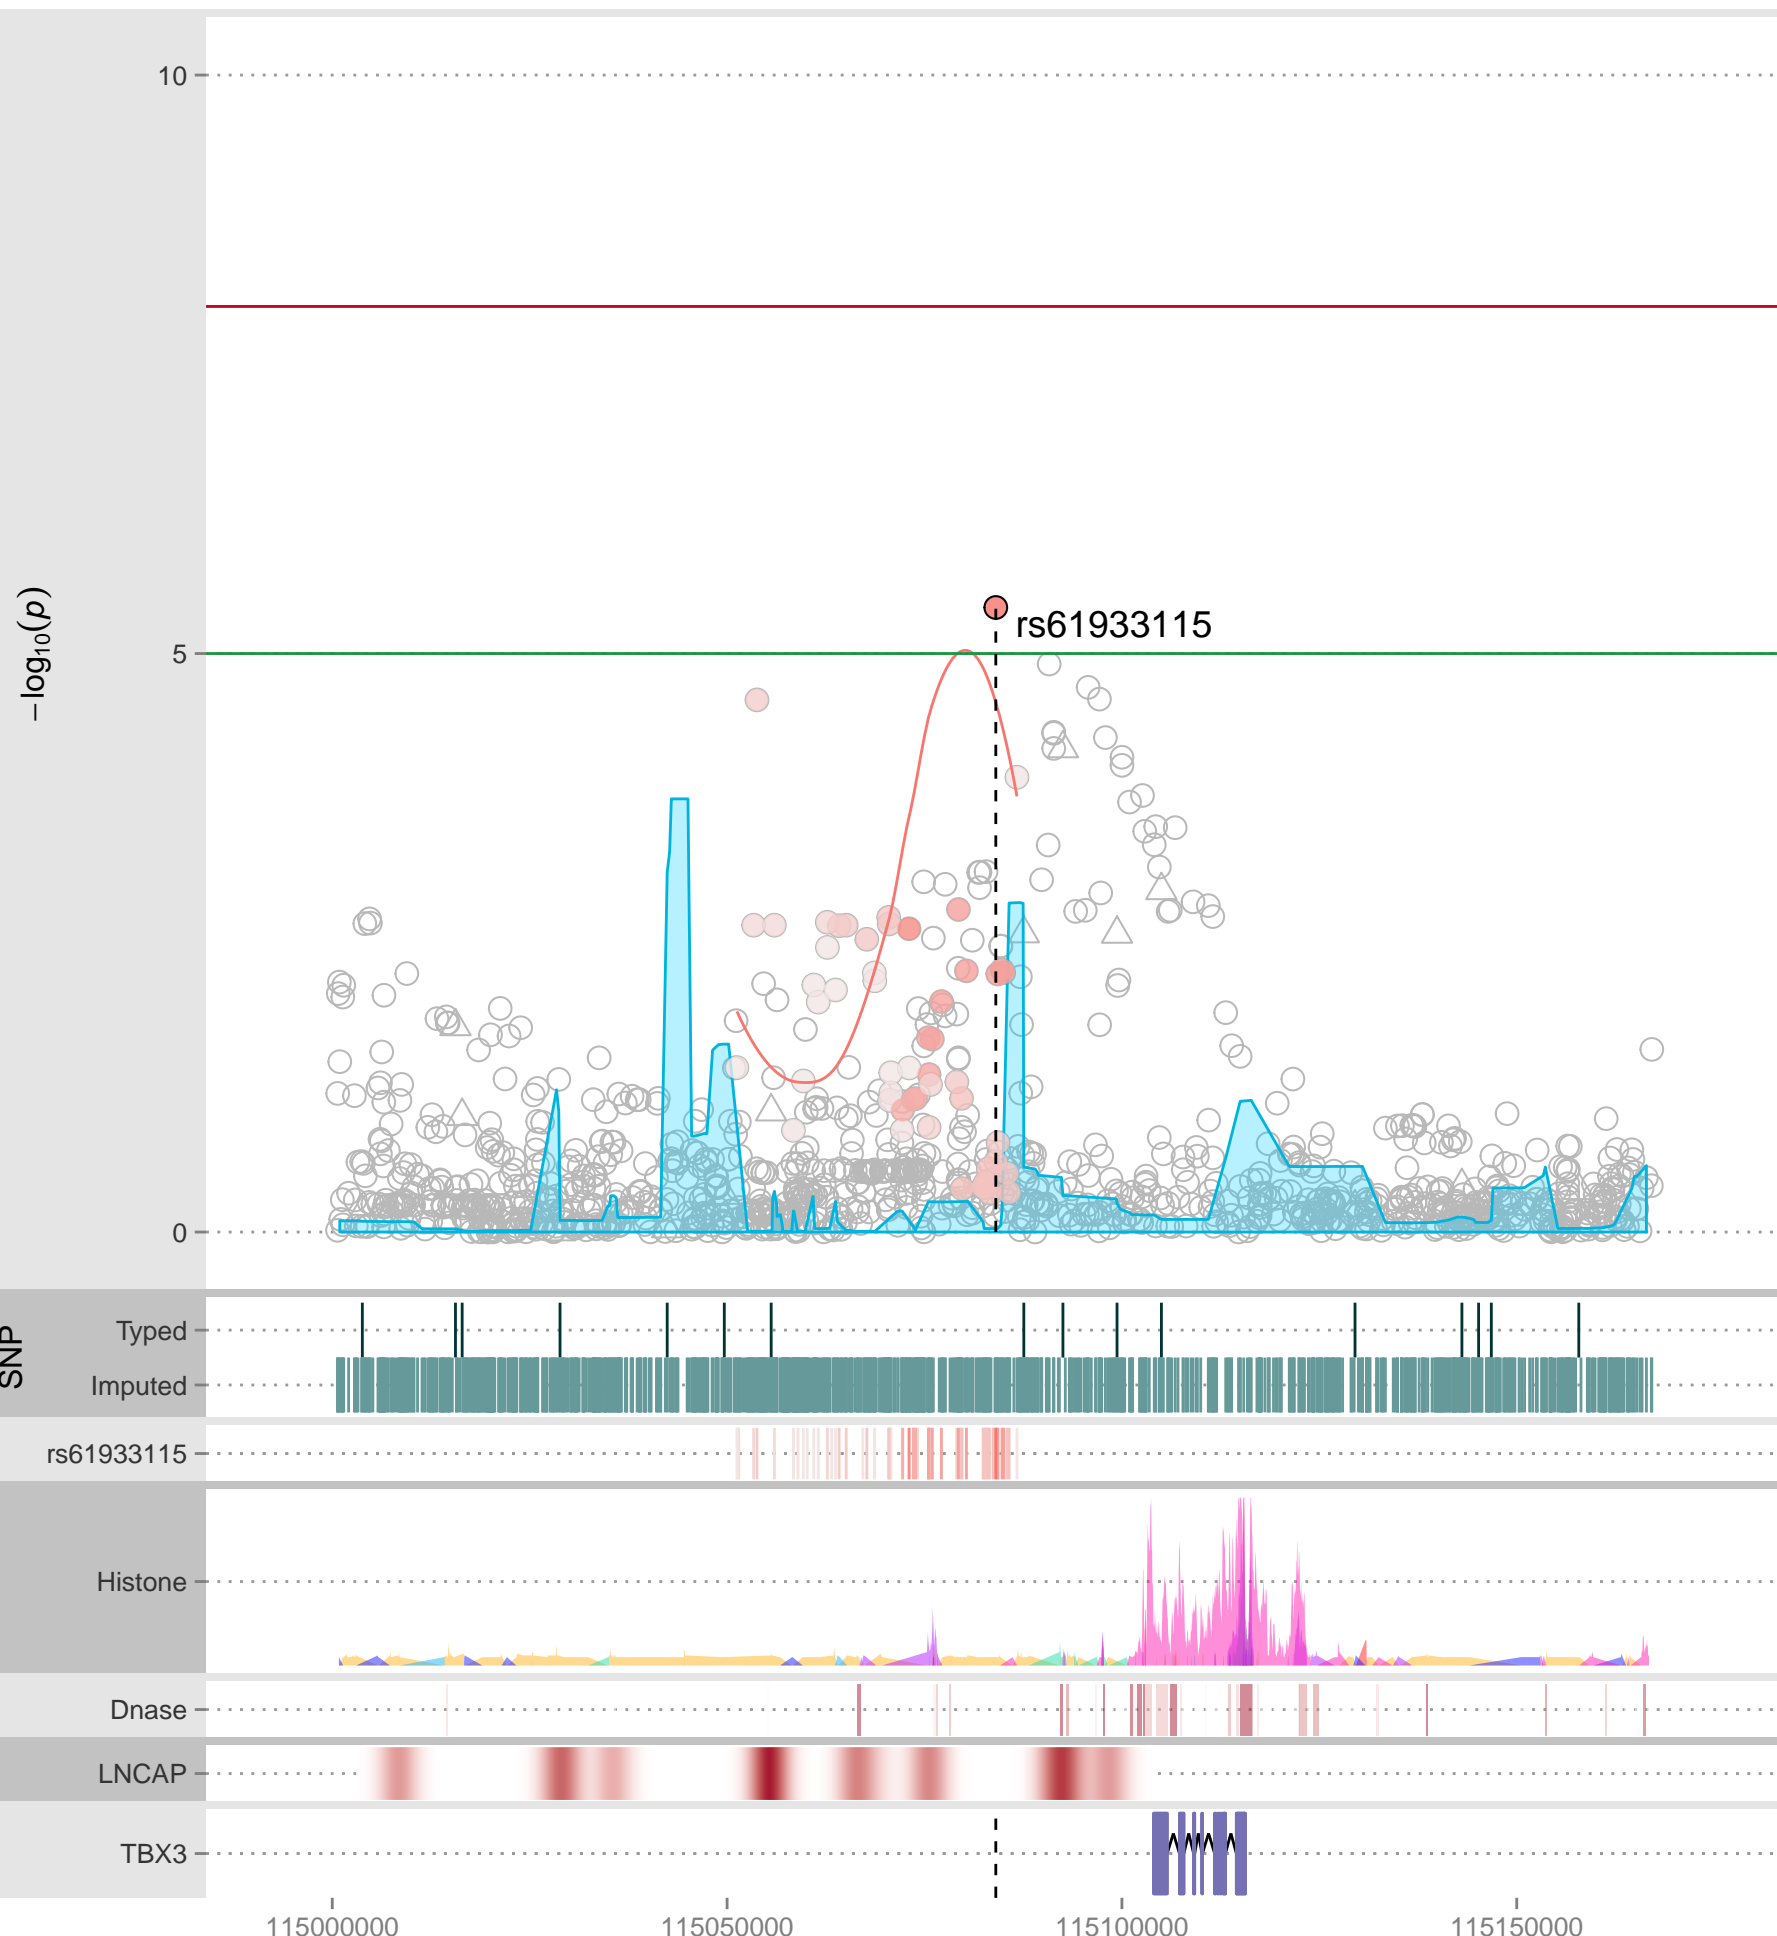 10
−log10(p)
rs61933115
5
0
SNP
Typed
Imputed
rs61933115
Histone
Dnase
LNCAP
TBX3
115000000 115050000 115100000 115150000